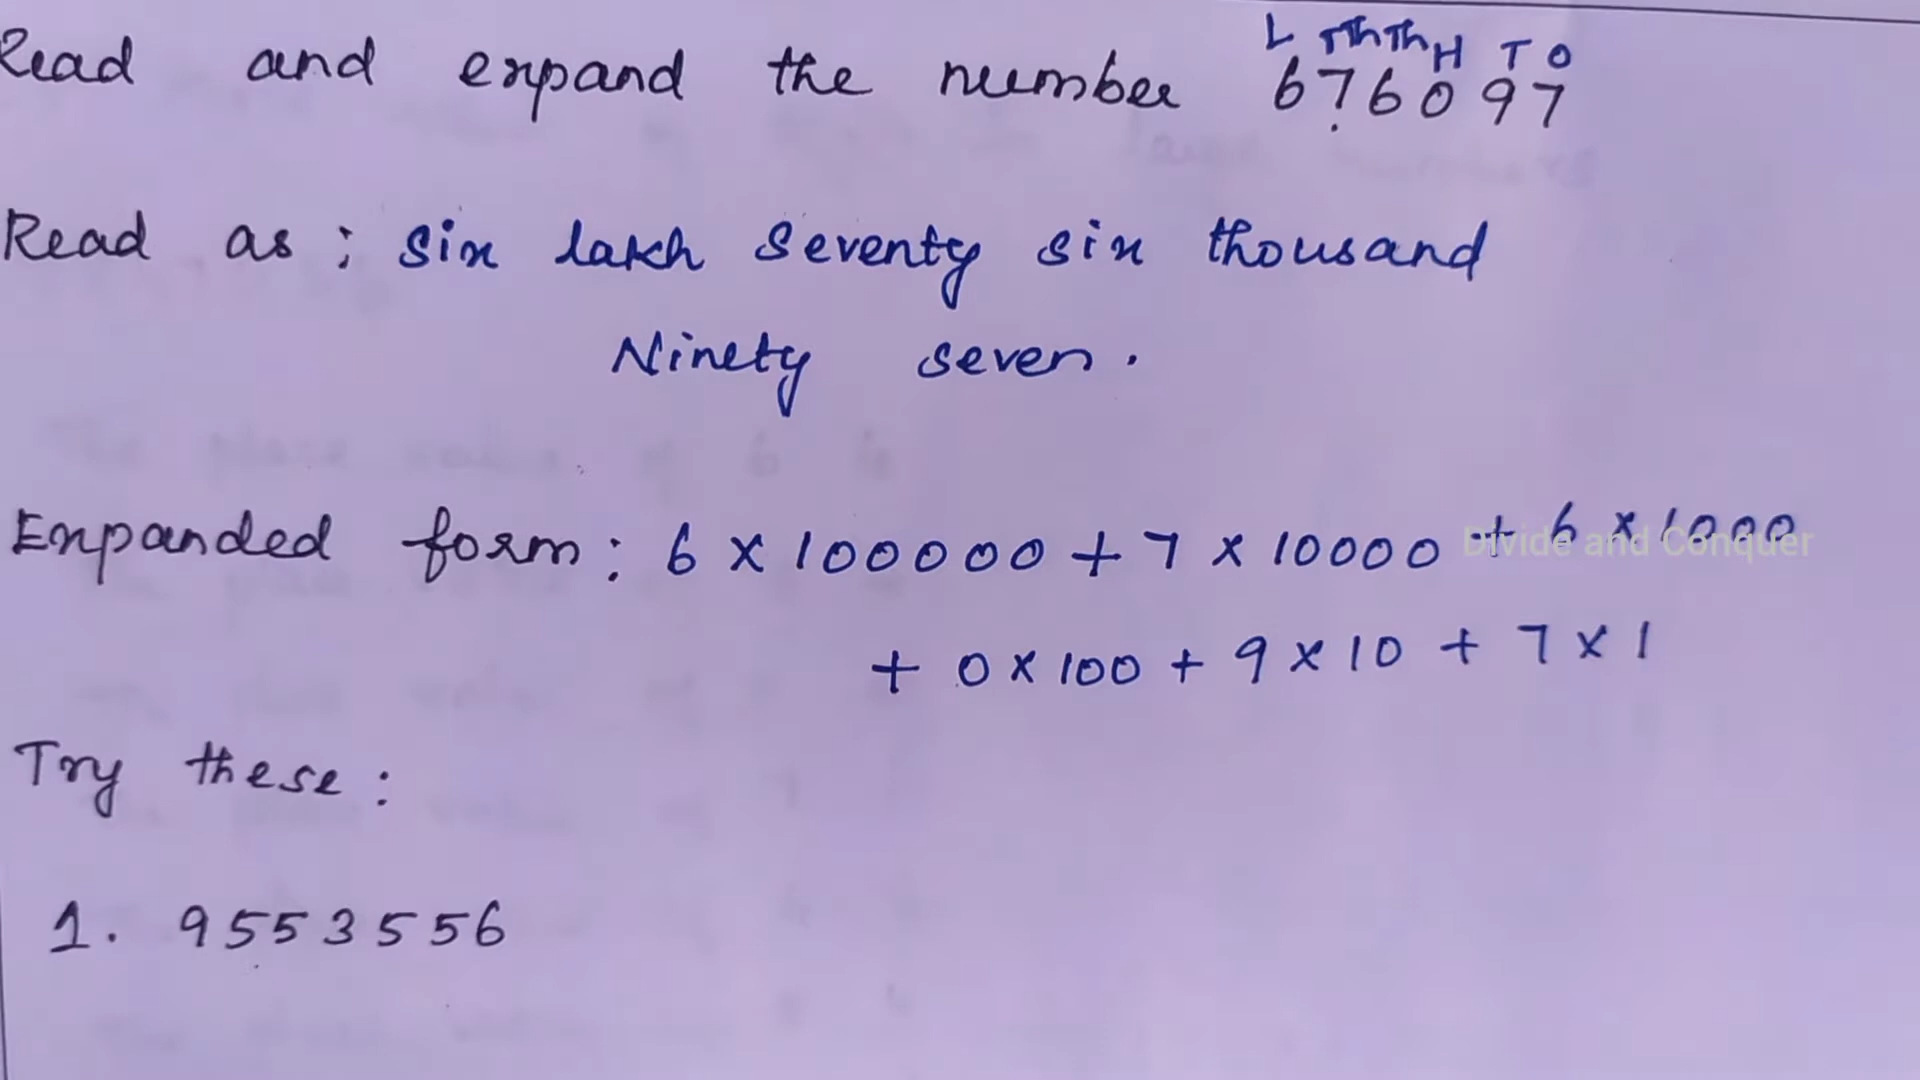 L TTh Th H T O
Read and expand the number 676097
Read as : Six lakh Seventy six thousand
Ninety seven.
Expanded form : 6 × 100000 + 7 × 10000 + 6 × 1000
Divide and Conquer
+ 0 × 100 + 9 × 10 + 7 × 1
Try these :
1. 9553556